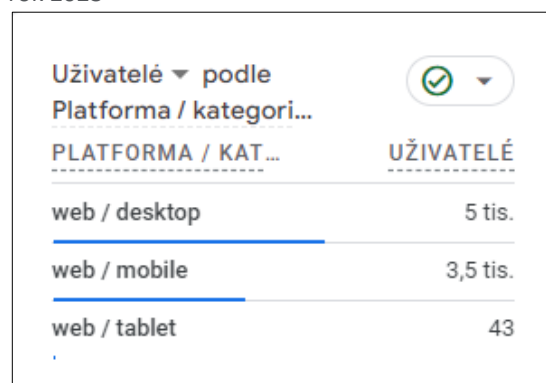 Uživatelé podle
Platforma / kategori...
PLATFORMA / KAT... UŽIVATELÉ
web / desktop 5 tis.
web / mobile 3,5 tis.
web / tablet 43